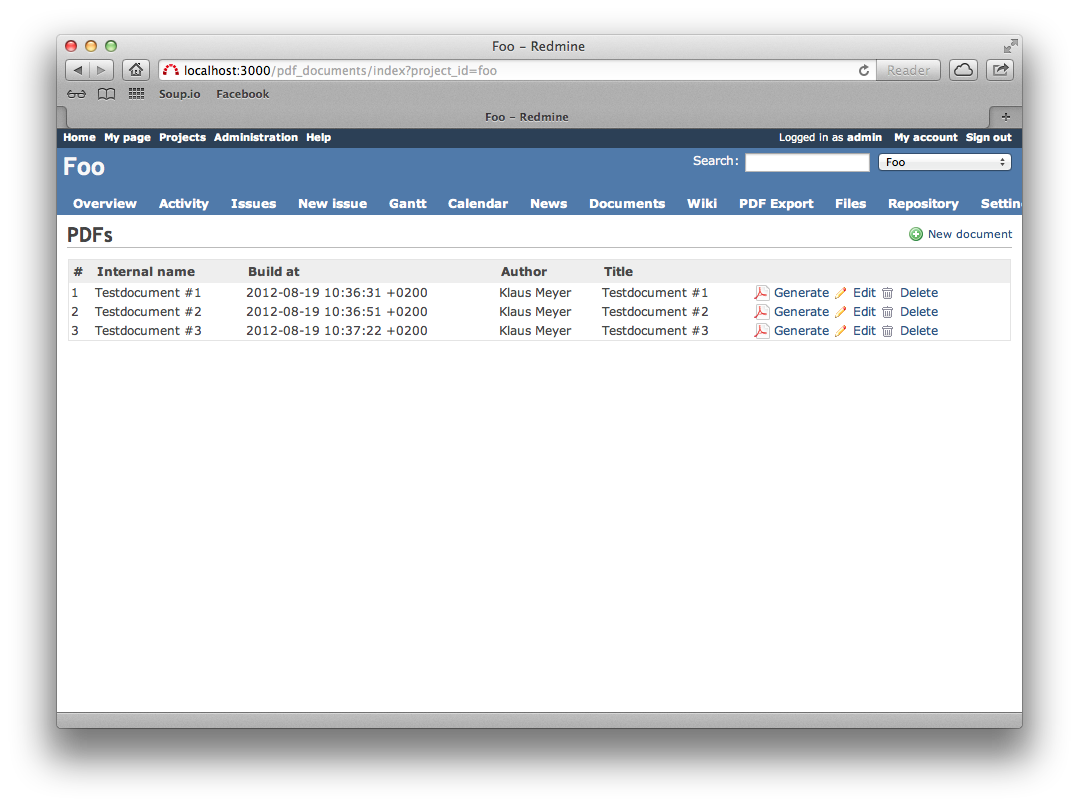 Foo – Redmine
localhost:3000/pdf_documents/index?project_id=foo Reader
Soup.io Facebook
Foo – Redmine
Home My page Projects Administration Help Logged in as admin My account Sign out
Foo Search: Foo
Overview Activity Issues New issue Gantt Calendar News Documents Wiki PDF Export Files Repository Settin
PDFs New document
# Internal name Build at Author Title
1 Testdocument #1 2012-08-19 10:36:31 +0200 Klaus Meyer Testdocument #1 Generate Edit Delete
2 Testdocument #2 2012-08-19 10:36:51 +0200 Klaus Meyer Testdocument #2 Generate Edit Delete
3 Testdocument #3 2012-08-19 10:37:22 +0200 Klaus Meyer Testdocument #3 Generate Edit Delete